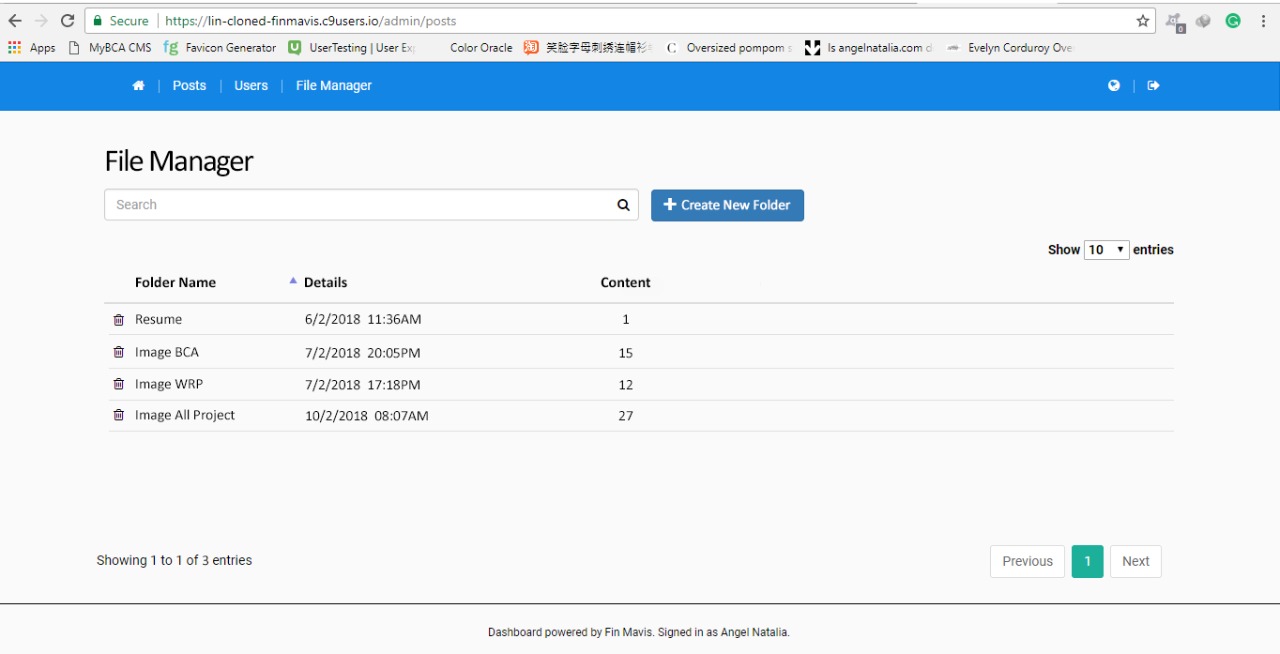 Secure https://lin-cloned-finmavis.c9users.io/admin/posts
0
Apps MyBCA CMS fg Favicon Generator U UserTesting | User Ex Color Oracle 淘 笑脸字母刺绣连帽衫 C Oversized pompom s Is angelnatalia.com d Evelyn Corduroy Ove
Posts | Users | File Manager
File Manager
Search
Create New Folder
Show 10 entries
Folder Name Details Content
Resume 6/2/2018 11:36AM 1
Image BCA 7/2/2018 20:05PM 15
Image WRP 7/2/2018 17:18PM 12
Image All Project 10/2/2018 08:07AM 27
Showing 1 to 1 of 3 entries
Previous 1 Next
Dashboard powered by Fin Mavis. Signed in as Angel Natalia.